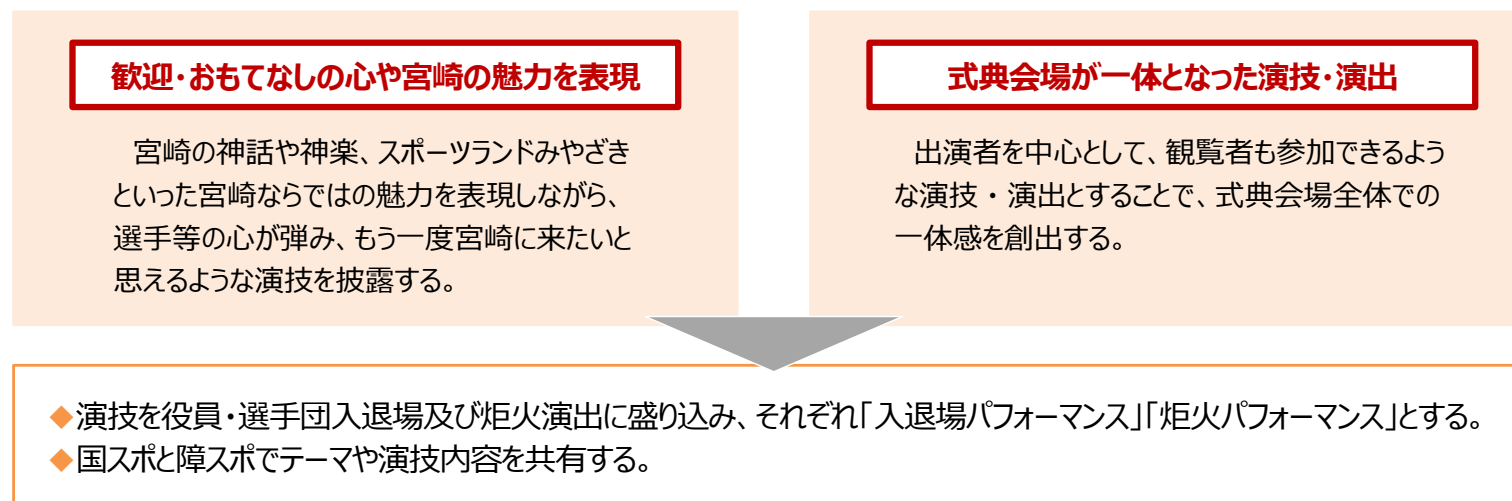 歓迎・おもてなしの心や宮崎の魅力を表現
宮崎の神話や神楽、スポーツランドみやざき
といった宮崎ならではの魅力を表現しながら、
選手等の心が弾み、もう一度宮崎に来たいと
思えるような演技を披露する。
式典会場が一体となった演技・演出
出演者を中心として、観覧者も参加できるよう
な演技・演出とすることで、式典会場全体での
一体感を創出する。
◆演技を役員・選手団入退場及び炬火演出に盛り込み、それぞれ「入退場パフォーマンス」「炬火パフォーマンス」とする。
◆国スポと障スポでテーマや演技内容を共有する。